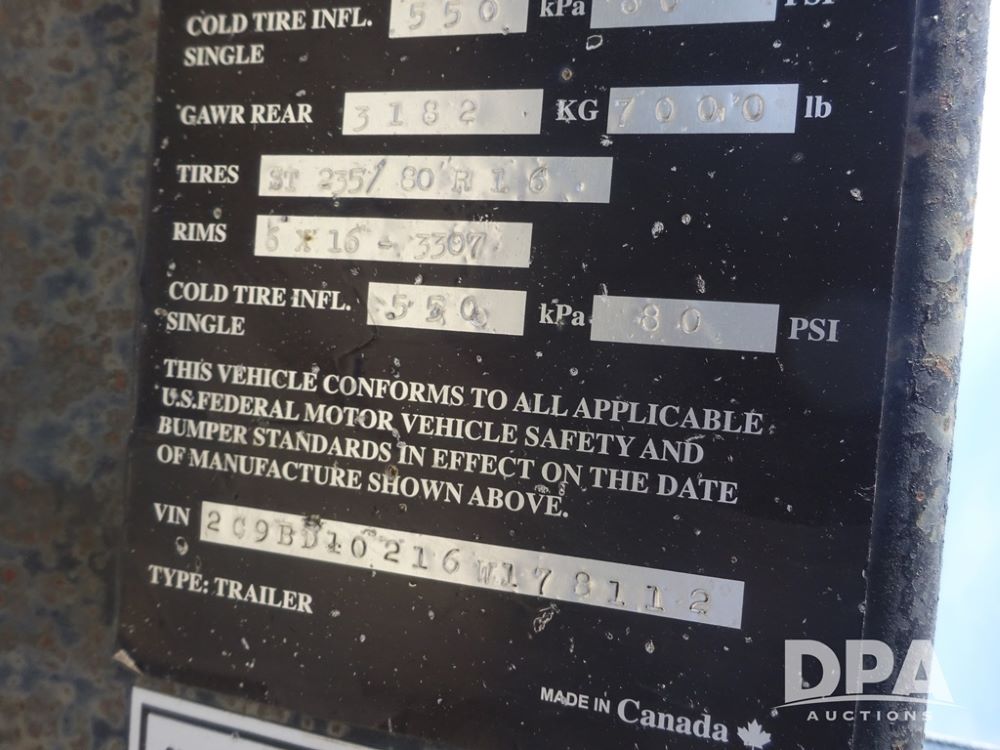 COLD TIRE INFL. 550 kPa 80 PSI
SINGLE
GAWR REAR 3182 KG 7000 lb
TIRES ST 235/ 80 R 16
RIMS 6 X 16 - 3307
COLD TIRE INFL. 550 kPa 80 PSI
SINGLE
THIS VEHICLE CONFORMS TO ALL APPLICABLE
U.S.FEDERAL MOTOR VEHICLE SAFETY AND
BUMPER STANDARDS IN EFFECT ON THE DATE
OF MANUFACTURE SHOWN ABOVE.
VIN 2C9BD10216W178112
TYPE: TRAILER
MADE IN Canada
DPA
AUCTIONS